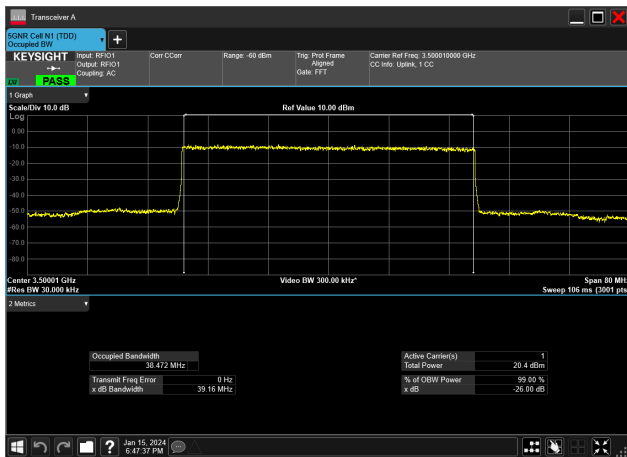 Transceiver A
5GNR Cell N1 (TDD)
Occupied BW
+
KEYSIGHT
Input: RFIO1
Output: RFIO1
Coupling: AC
Corr CCorr
Range: -60 dBm
Trig: Prot Frame
Aligned
Gate: FFT
Carrier Ref Freq: 3.500010000 GHz
CC Info: Uplink, 1 CC
PASS
1 Graph
Scale/Div 10.0 dB
Ref Value 10.00 dBm
Log
0.00
-10.0
-20.0
-30.0
-40.0
-50.0
-60.0
-70.0
-80.0
Center 3.50001 GHz
Video BW 300.00 kHz*
Span 80 MHz
#Res BW 30.000 kHz
Sweep 106 ms (3001 pts
2 Metrics
Occupied Bandwidth
38.472 MHz
Transmit Freq Error 0 Hz
x dB Bandwidth 39.16 MHz
Active Carrier(s) 1
Total Power 20.4 dBm
% of OBW Power 99.00 %
x dB -26.00 dB
?
Jan 15, 2024
6:47:37 PM